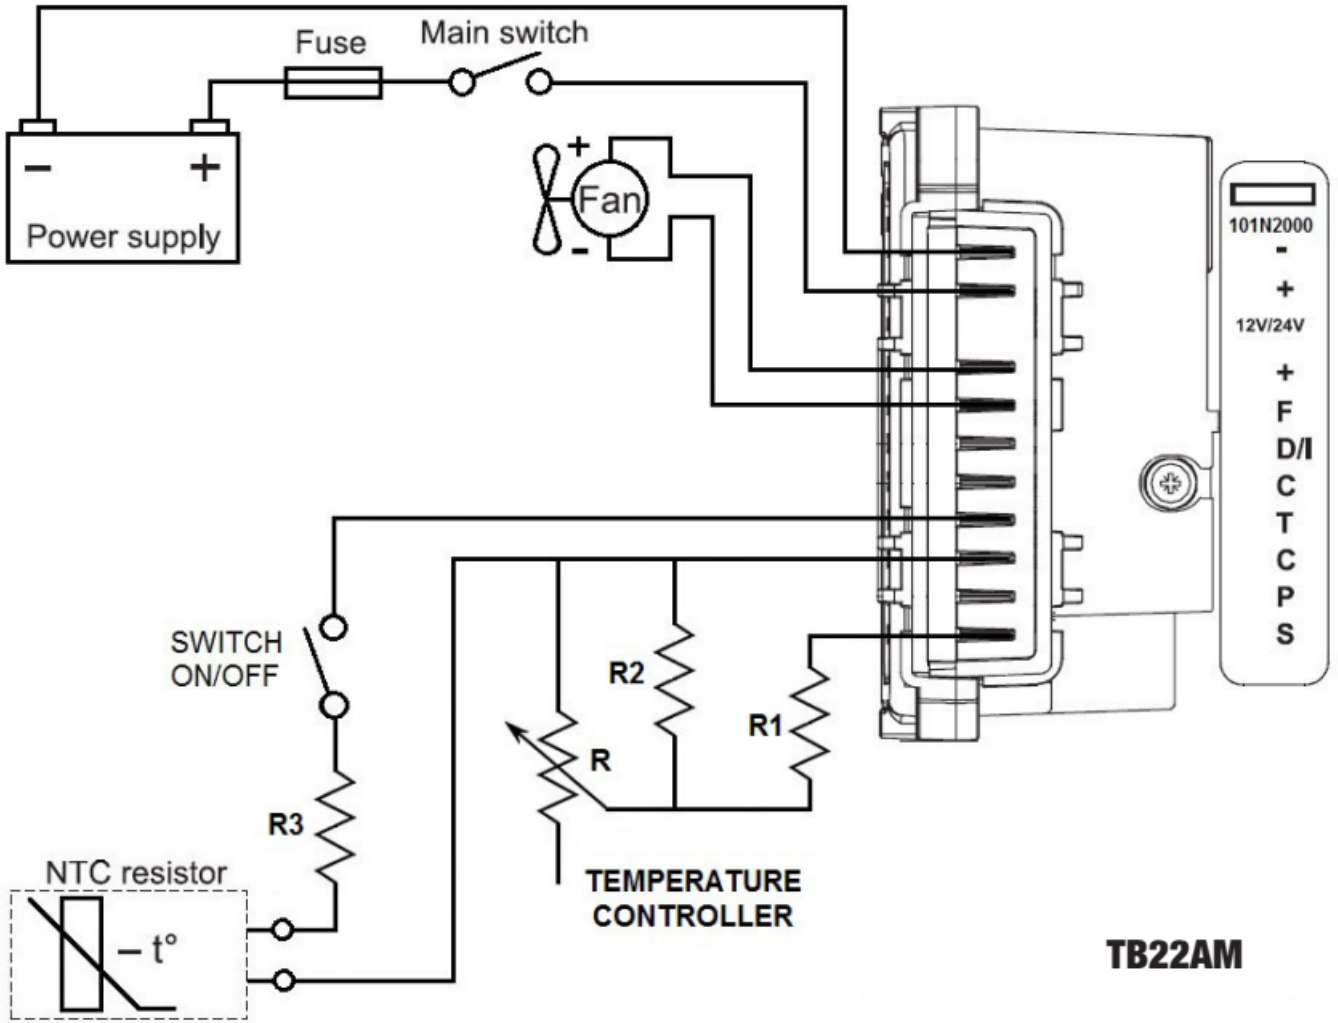 Fuse
Main switch
−
+
Power supply
+
Fan
-
101N2000
-
+
12V/24V
+
F
D/I
C
T
C
P
S
SWITCH
ON/OFF
R2
R1
R
R3
NTC resistor
– t°
TEMPERATURE
CONTROLLER
TB22AM